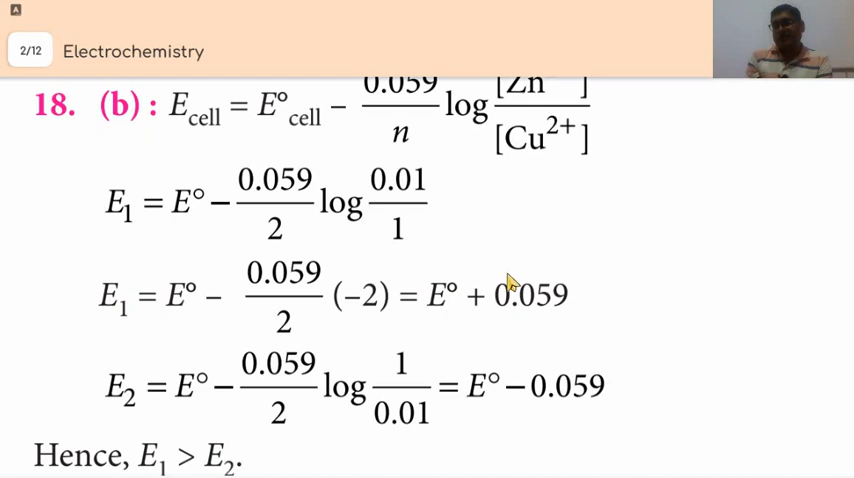 A
2/12 Electrochemistry
18. (b) : E_cell = E°_cell – 0.059/n log [Zn ]/[Cu²⁺]
E₁ = E° – 0.059/2 log 0.01/1
E₁ = E° – 0.059/2 (–2) = E° + 0.059
E₂ = E° – 0.059/2 log 1/0.01 = E° – 0.059
Hence, E₁ > E₂.